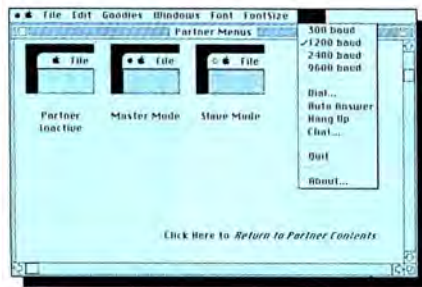 File Edit Goodies Windows Font FontSize
Partner Menus
300 baud
✓1200 baud
2400 baud
9600 baud
Dial...
Auto Answer
Hang Up
Chat...
Quit
About...
File
File
File
Partner Inactive
Master Mode
Slave Mode
Click Here to Return to Partner Contents